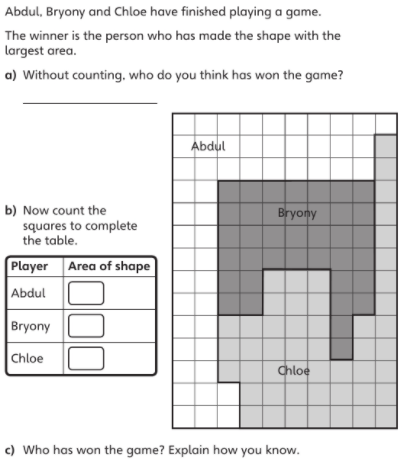 Abdul, Bryony and Chloe have finished playing a game.
The winner is the person who has made the shape with the
largest area.
a) Without counting, who do you think has won the game?
Abdul
Bryony
b) Now count the
squares to complete
the table.
Player Area of shape
Abdul
Bryony
Chloe
Chloe
c) Who has won the game? Explain how you know.